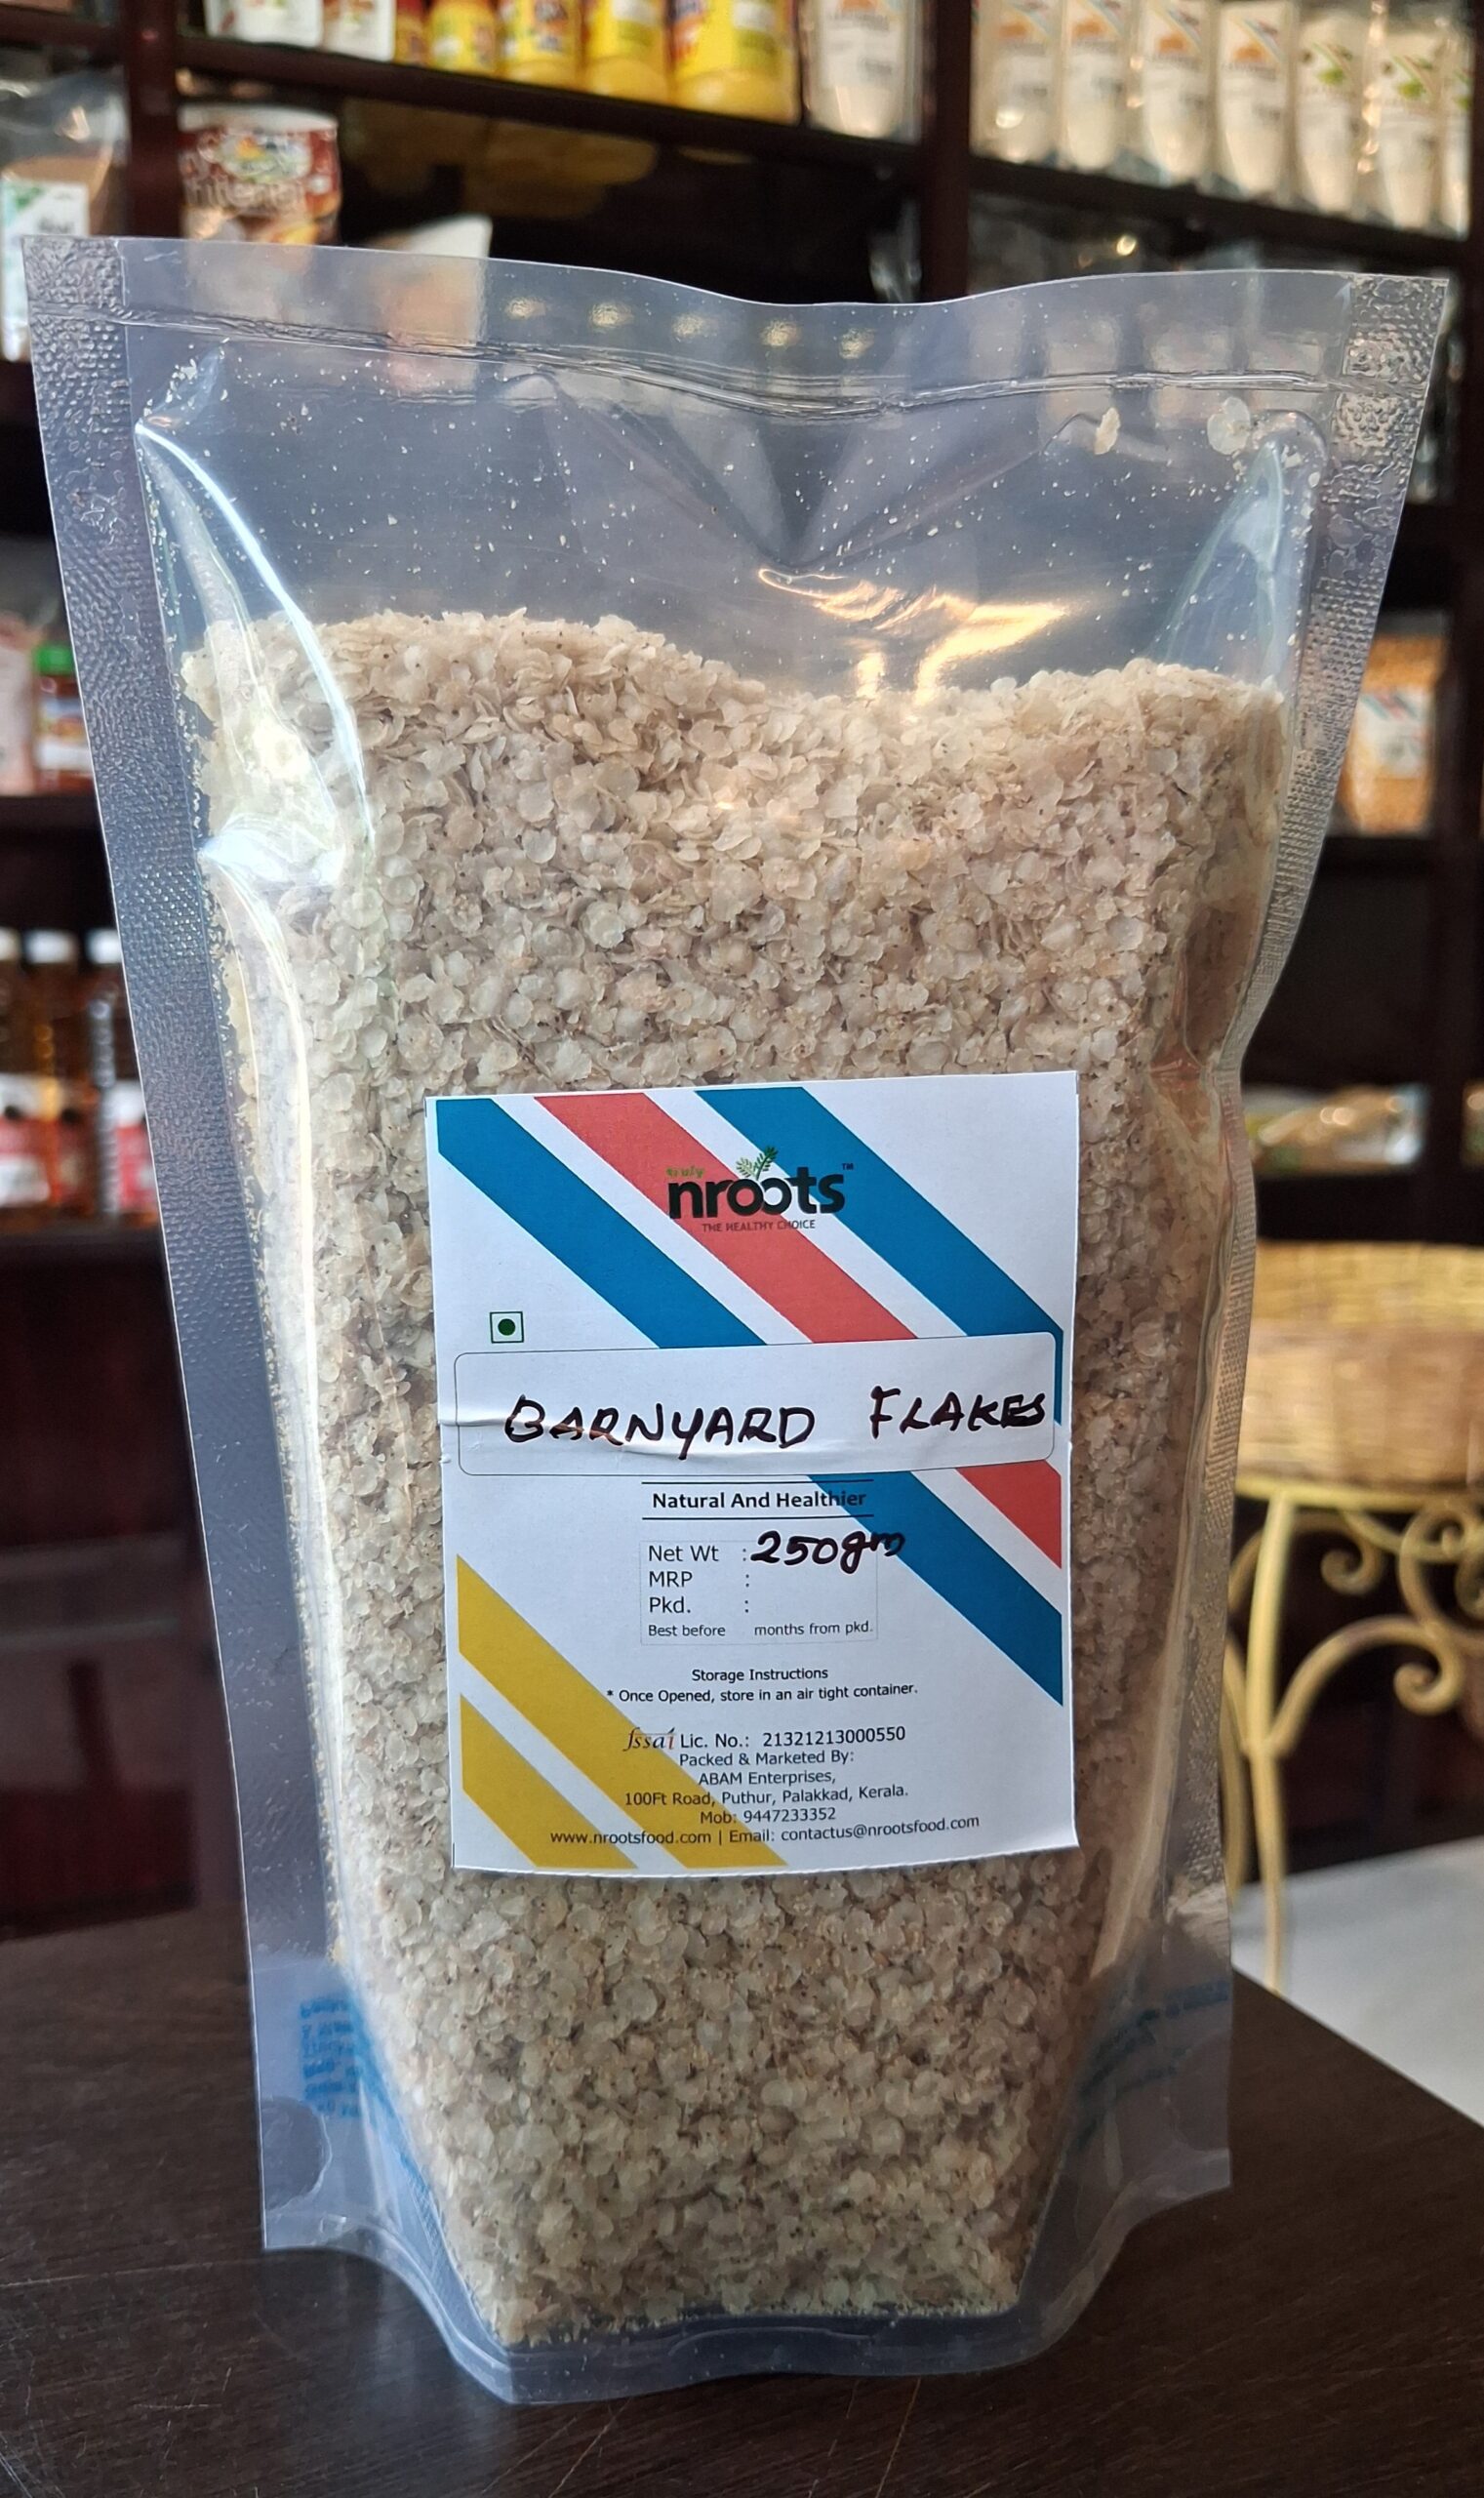 truly
nroots™
THE HEALTHY CHOICE
BARNYARD FLAKES
Natural And Healthier
Net Wt : 250gm
MRP :
Pkd. :
Best before months from pkd.
Storage Instructions
* Once Opened, store in an air tight container.
fssai Lic. No.: 21321213000550
Packed & Marketed By:
ABAM Enterprises,
100Ft Road, Puthur, Palakkad, Kerala.
Mob: 9447233352
www.nrootsfood.com | Email: contactus@nrootsfood.com